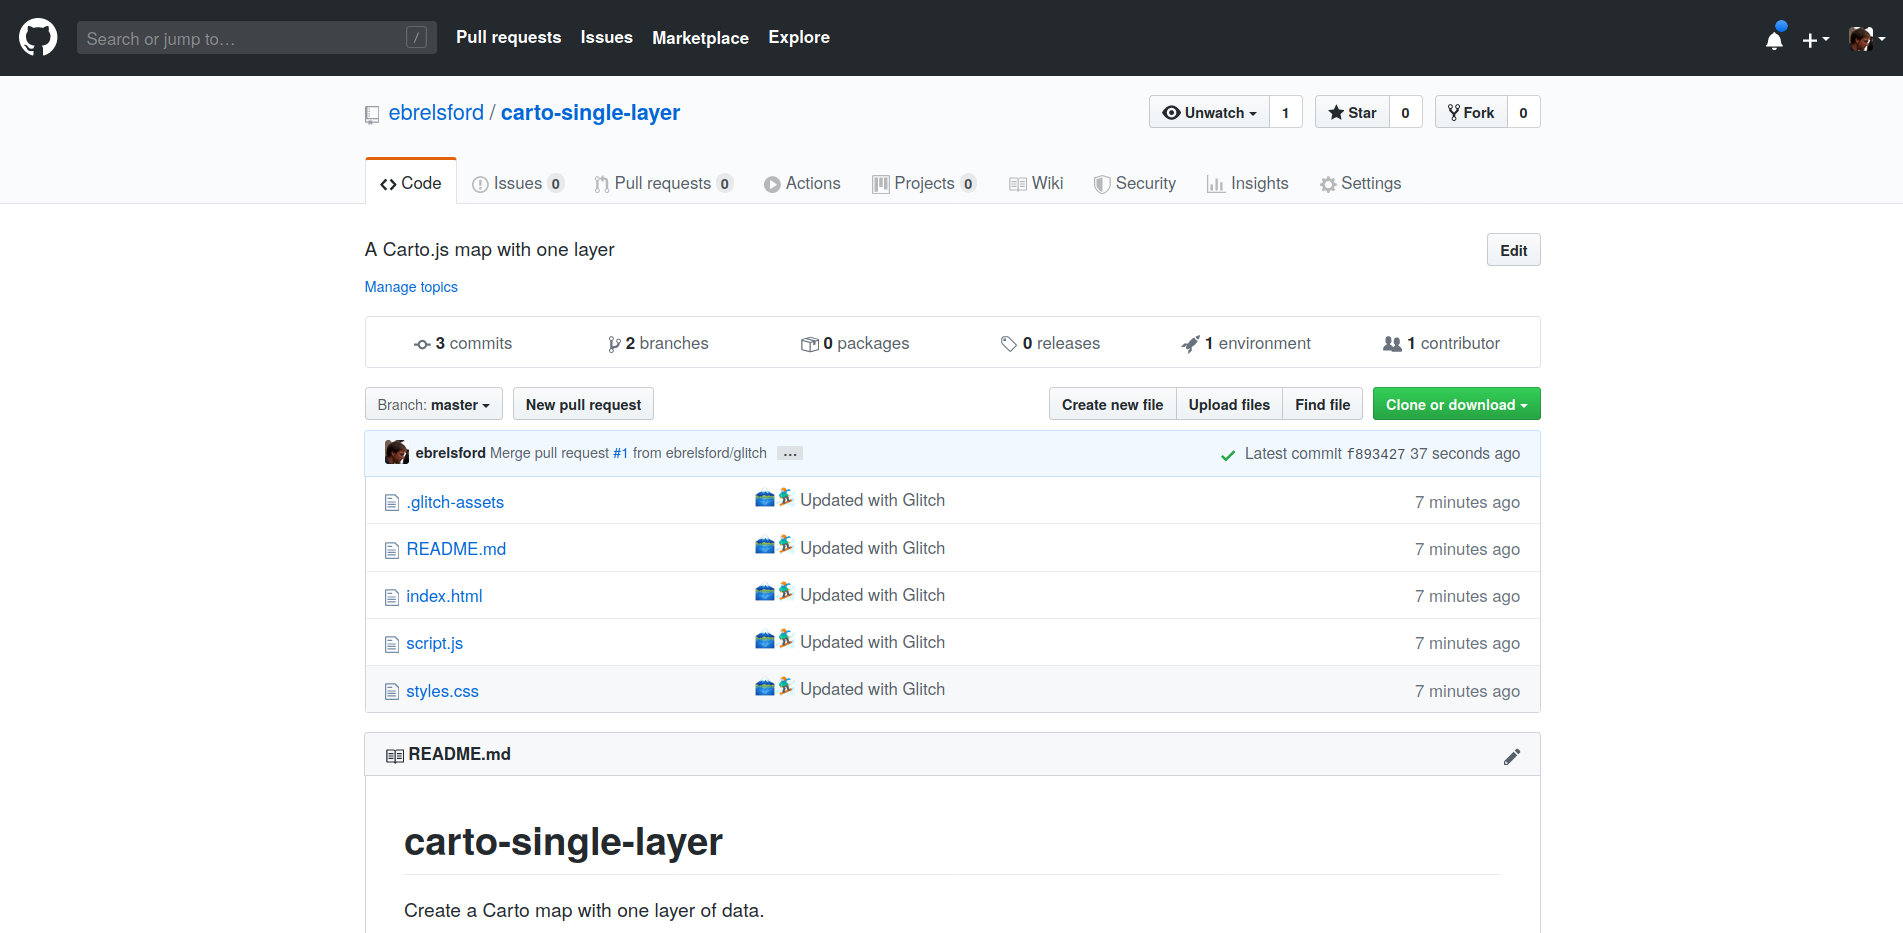 Search or jump to… / Pull requests Issues Marketplace Explore
ebrelsford / carto-single-layer Unwatch 1 Star 0 Fork 0
Code Issues 0 Pull requests 0 Actions Projects 0 Wiki Security Insights Settings
A Carto.js map with one layer Edit
Manage topics
3 commits 2 branches 0 packages 0 releases 1 environment 1 contributor
Branch: master New pull request Create new file Upload files Find file Clone or download
ebrelsford Merge pull request #1 from ebrelsford/glitch … Latest commit f893427 37 seconds ago
.glitch-assets Updated with Glitch 7 minutes ago
README.md Updated with Glitch 7 minutes ago
index.html Updated with Glitch 7 minutes ago
script.js Updated with Glitch 7 minutes ago
styles.css Updated with Glitch 7 minutes ago
README.md
carto-single-layer
Create a Carto map with one layer of data.